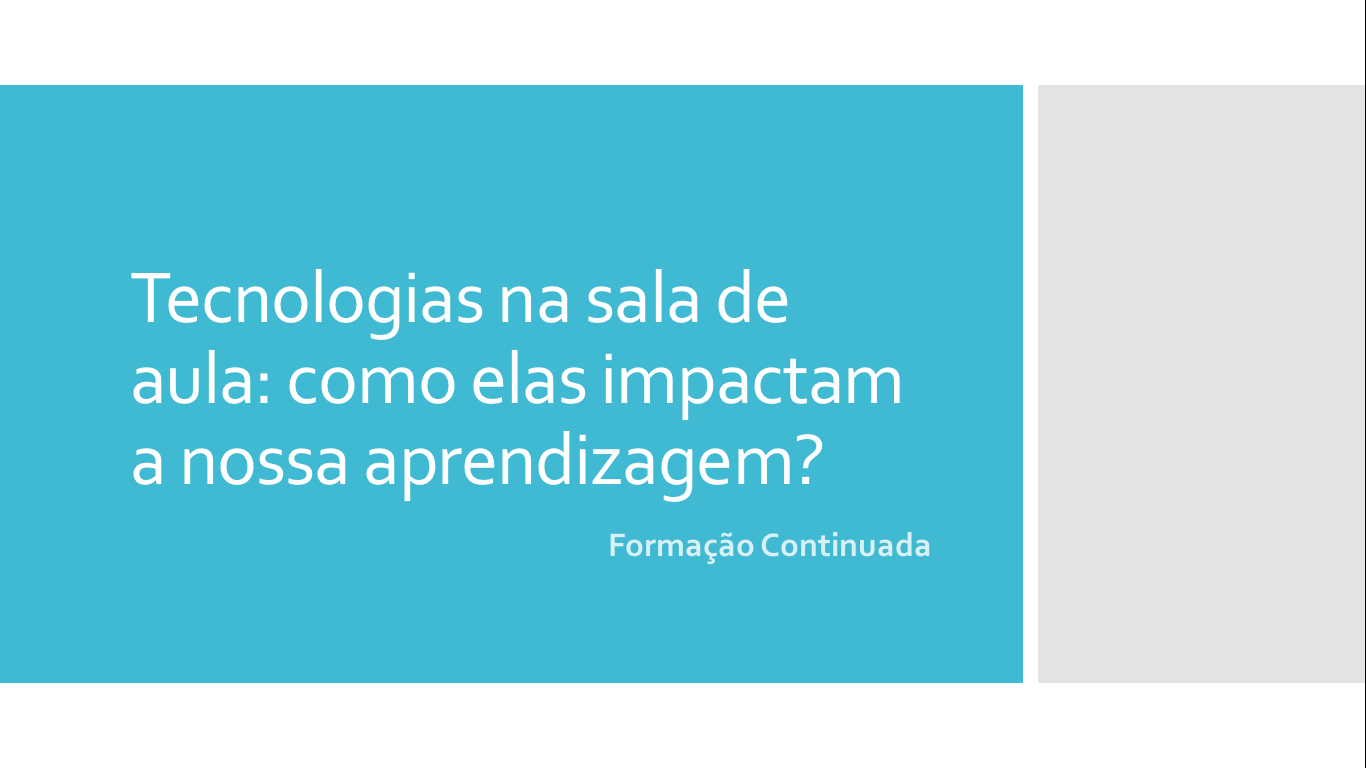 Tecnologias na sala de
aula: como elas impactam
a nossa aprendizagem?
Formação Continuada